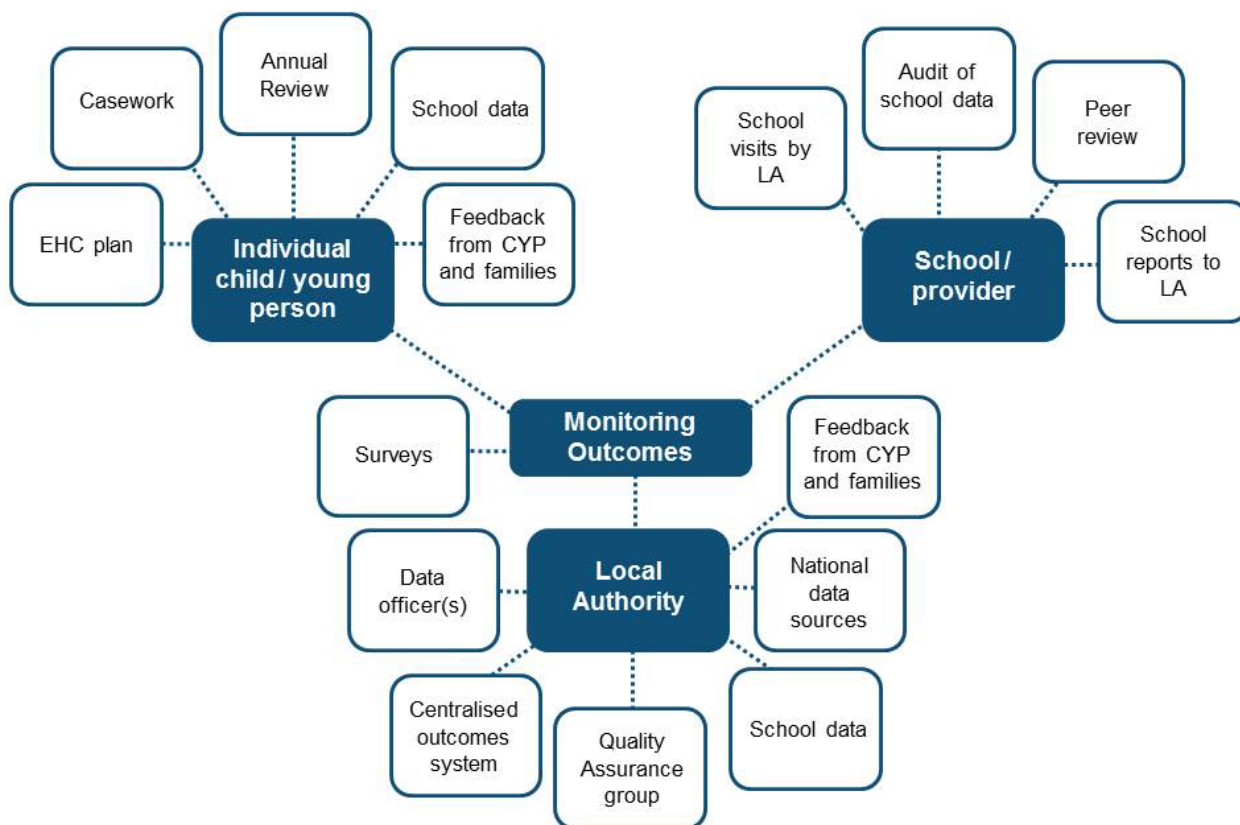 Annual
Review
Casework
School data
EHC plan
Feedback
from CYP
and families
Individual
child / young
person
Audit of
school data
School
visits by
LA
Peer
review
School
reports to
LA
School /
provider
Monitoring
Outcomes
Surveys
Feedback
from CYP
and families
Data
officer(s)
Local
Authority
National
data
sources
Centralised
outcomes
system
Quality
Assurance
group
School data